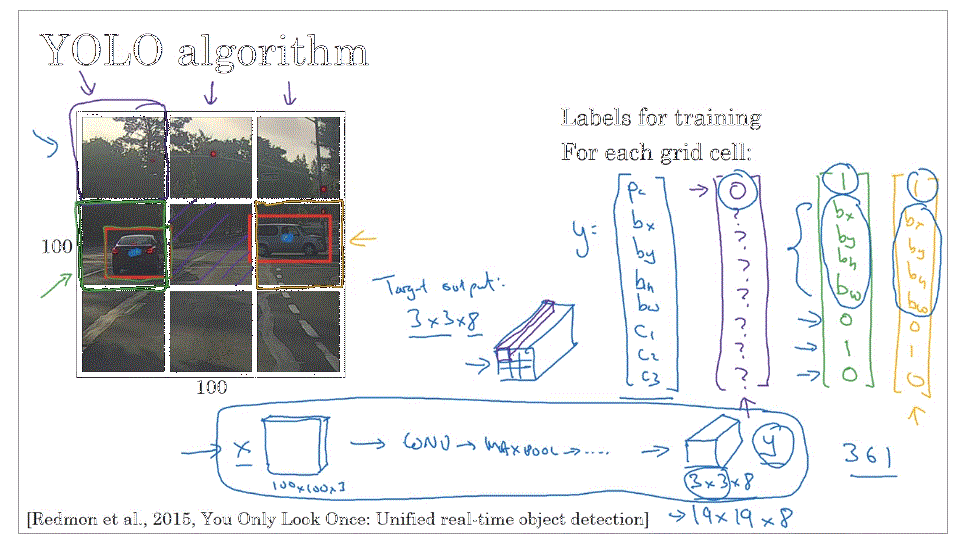 YOLO algorithm
100
100
Labels for training
For each grid cell:
y=
pc
bx
by
bh
bw
c1
c2
c3
0
?
?
?
?
?
?
?
1
bx
by
bh
bw
0
1
0
1
bx
by
bh
bw
0
1
0
Target output:
3×3×8
x
100×100×3
→ CONV → MAXPOOL → ....
→
3×3×8
y
361
→ 19×19×8
[Redmon et al., 2015, You Only Look Once: Unified real-time object detection]